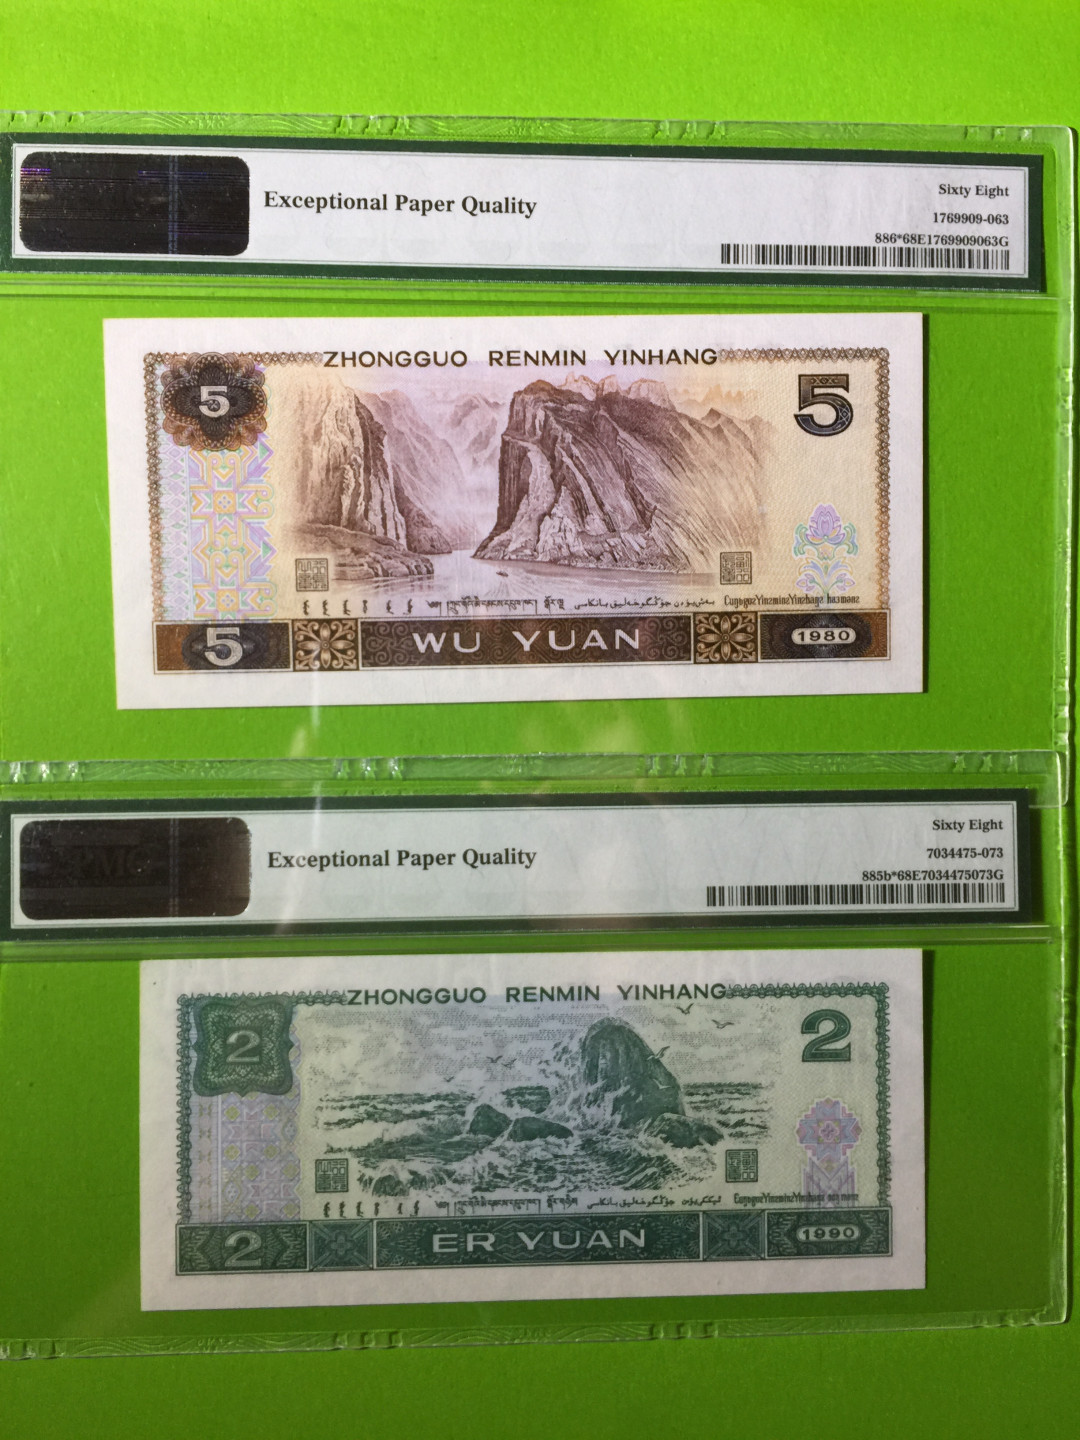 Exceptional Paper Quality
Sixty Eight
1769909-063
886*68E1769909063G
ZHONGGUO RENMIN YINHANG
5
5
5
WU YUAN
1980
PMG
Exceptional Paper Quality
Sixty Eight
7034475-073
885b*68E7034475073G
ZHONGGUO RENMIN YINHANG
2
2
2
ER YUAN
1990